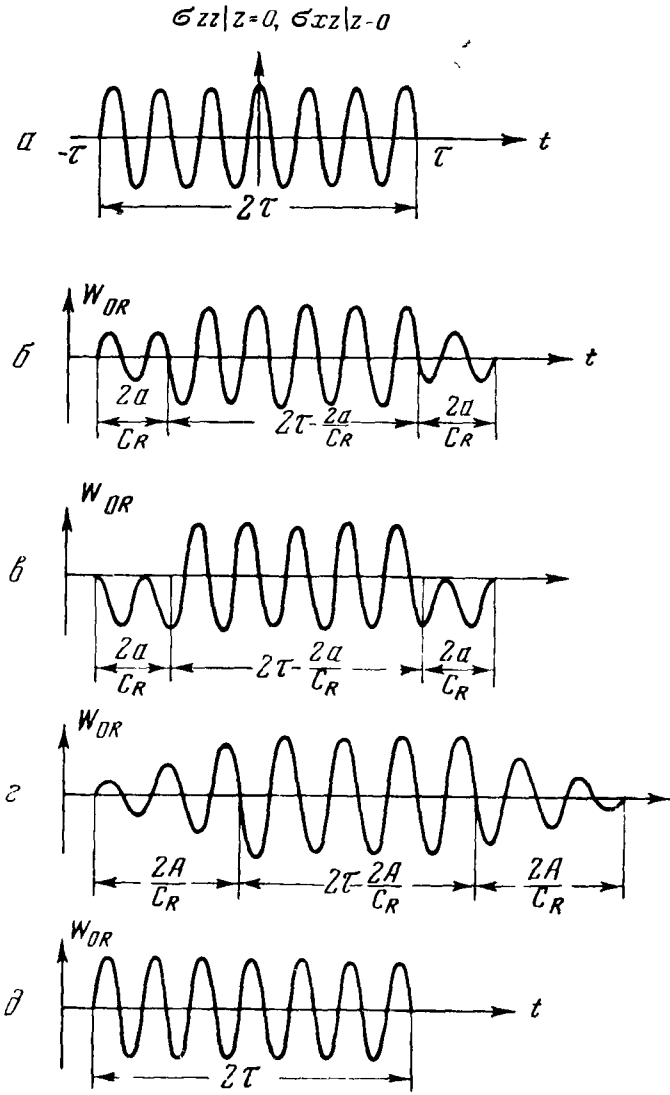 σzz|z=0, σxz|z-0
а
-τ
τ
t
2τ
б
W0R
t
2a/CR
2τ-2a/CR
2a/CR
в
W0R
2a/CR
2τ-2a/CR
2a/CR
г
W0R
2A/CR
2τ-2A/CR
2A/CR
д
W0R
t
2τ